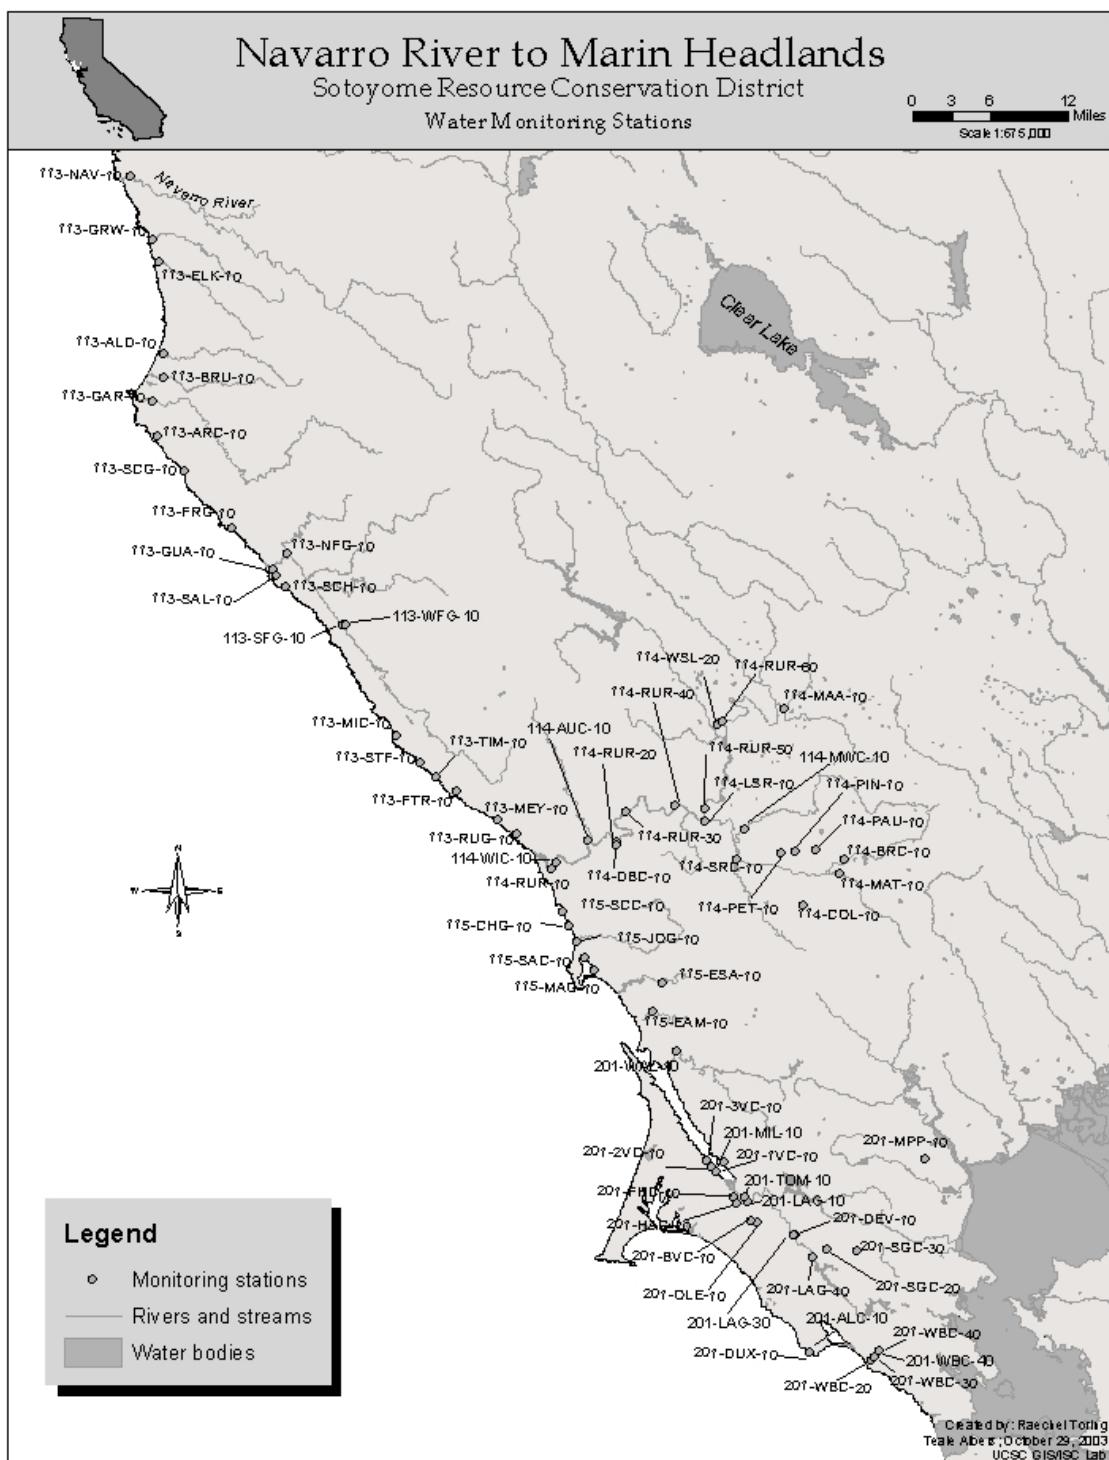 Navarro River to Marin Headlands
Sotoyome Resource Conservation District
Water Monitoring Stations
0 3 6 12
Miles
Scale 1:675,000
113-NAV-10
Navarro River
113-GRW-10
113-ELK-10
Clear Lake
113-ALD-10
113-BRU-10
113-GAR-10
113-ARC-10
113-SCG-10
113-FRG-10
113-NFG-10
113-GUA-10
113-SCH-10
113-SAL-10
113-WFG-10
113-SFG-10
114-WSL-20
114-RUR-60
114-RUR-40
114-MAA-10
113-MIC-10
114-AUC-10
113-TIM-10
114-RUR-20
114-RUR-50
114-MWC-10
113-STF-10
114-LSR-10
114-PIN-10
113-FTR-10
113-MEY-10
114-PAU-10
113-RUG-10
114-RUR-30
114-BRC-10
114-WIC-10
114-SRC-10
114-RUR-10
114-DBC-10
114-MAT-10
115-SCC-10
114-PET-10
114-COL-10
115-CHG-10
115-JOG-10
115-SAC-10
115-ESA-10
115-MAG-10
115-EAM-10
201-WAL-10
201-3VC-10
201-MIL-10
201-MPP-10
201-2VC-10
201-1VC-10
201-TOM-10
201-LAG-10
201-DEV-10
201-BVC-10
201-SGC-30
201-OLE-10
201-LAG-40
201-SGC-20
201-LAG-30
201-ALC-10
201-WBC-40
201-DUX-10
201-WBC-40
201-WBC-30
201-WBC-20
N
W E
S
Legend
Monitoring stations
Rivers and streams
Water bodies
Teale Albers; October 29, 2003
UCSC GIS/ISC Lab